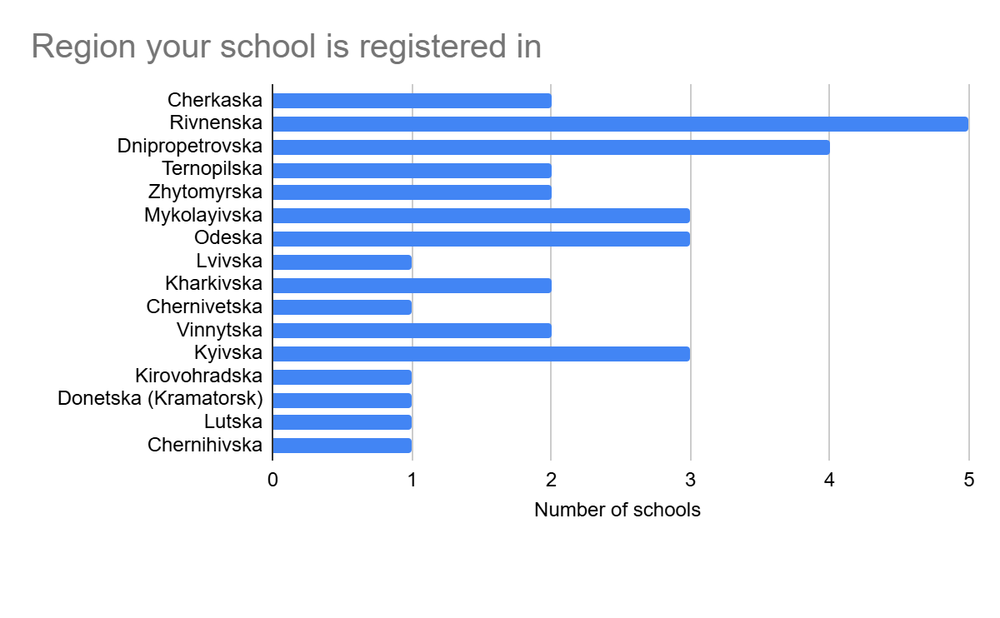 Region your school is registered in
Cherkaska
Rivnenska
Dnipropetrovska
Ternopilska
Zhytomyrska
Mykolayivska
Odeska
Lvivska
Kharkivska
Chernivetska
Vinnytska
Kyivska
Kirovohradska
Donetska (Kramatorsk)
Lutska
Chernihivska
0 1 2 3 4 5
Number of schools